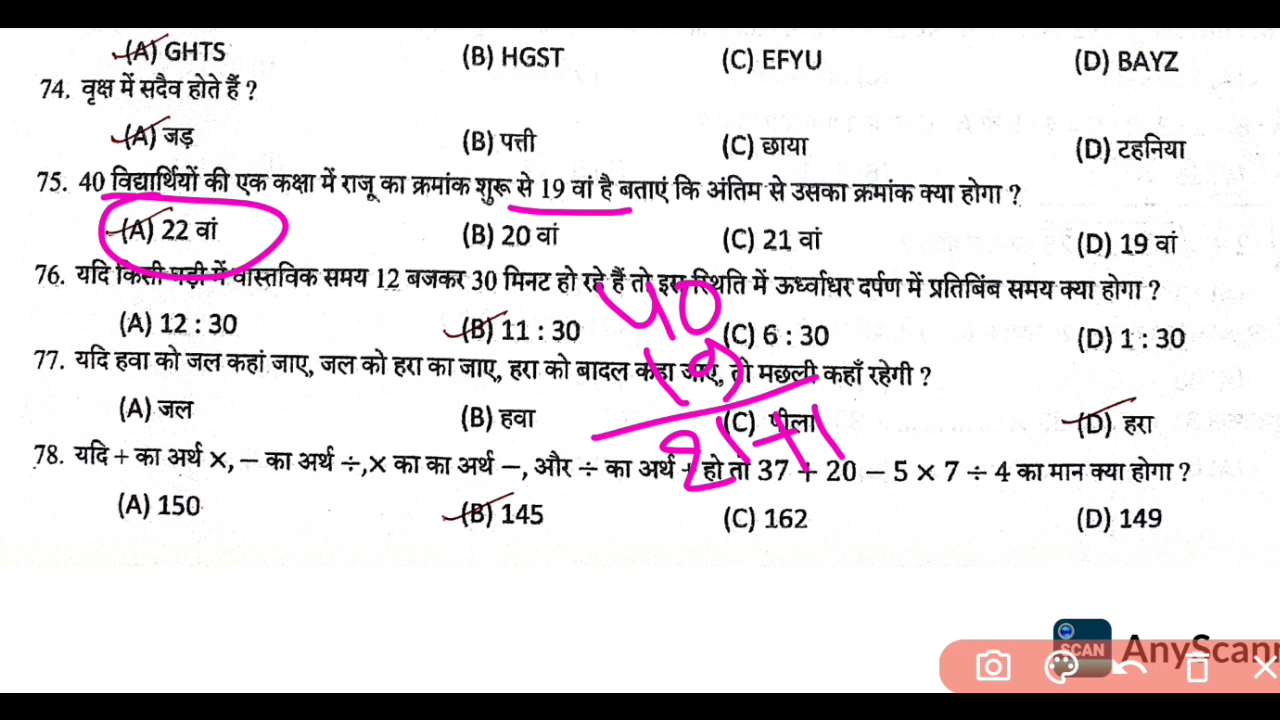 (A) GHTS (B) HGST (C) EFYU (D) BAYZ
74. वृक्ष में सदैव होते हैं ?
(A) जड़ (B) पत्ती (C) छाया (D) टहनिया
75. 40 विद्यार्थियों की एक कक्षा में राजू का क्रमांक शुरू से 19 वां है बताएं कि अंतिम से उसका क्रमांक क्या होगा ?
(A) 22 वां (B) 20 वां (C) 21 वां (D) 19 वां
76. यदि किसी घड़ी में वास्तविक समय 12 बजकर 30 मिनट हो रहे हैं तो इस स्थिति में ऊर्ध्वाधर दर्पण में प्रतिबिंब समय क्या होगा ?
40
(A) 12 : 30 (B) 11 : 30 (C) 6 : 30 (D) 1 : 30
19
77. यदि हवा को जल कहां जाए, जल को हरा का जाए, हरा को बादल कहा जाए, तो मछली कहाँ रहेगी ?
(A) जल (B) हवा (C) पीला (D) हरा
21+1
78. यदि + का अर्थ ×, − का अर्थ ÷,× का का अर्थ −, और ÷ का अर्थ + हो तो 37 + 20 − 5 × 7 ÷ 4 का मान क्या होगा ?
(A) 150 (B) 145 (C) 162 (D) 149
SCAN